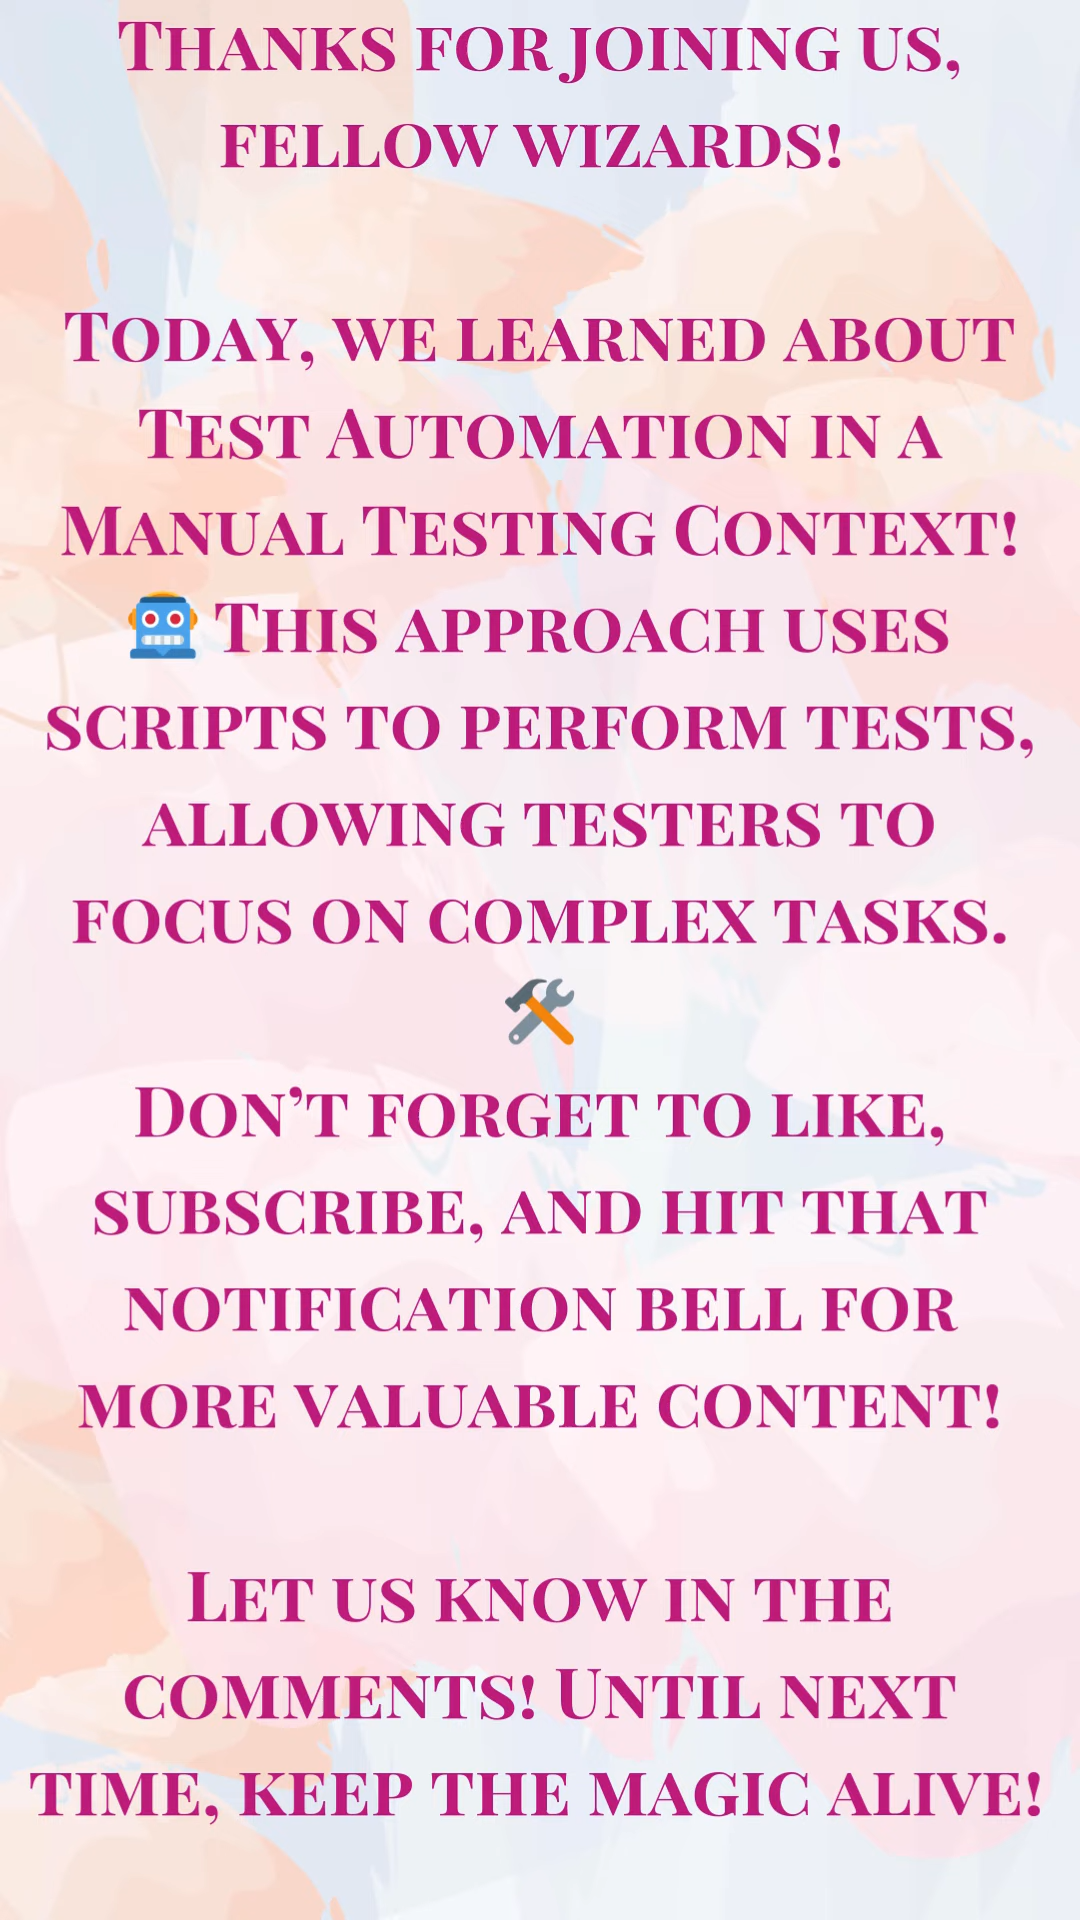 Thanks for joining us,
fellow wizards!
Today, we learned about
Test Automation in a
Manual Testing Context!
🤖 This approach uses
scripts to perform tests,
allowing testers to
focus on complex tasks.
🛠️
Don’t forget to like,
subscribe, and hit that
notification bell for
more valuable content!
Let us know in the
comments! Until next
time, keep the magic alive!